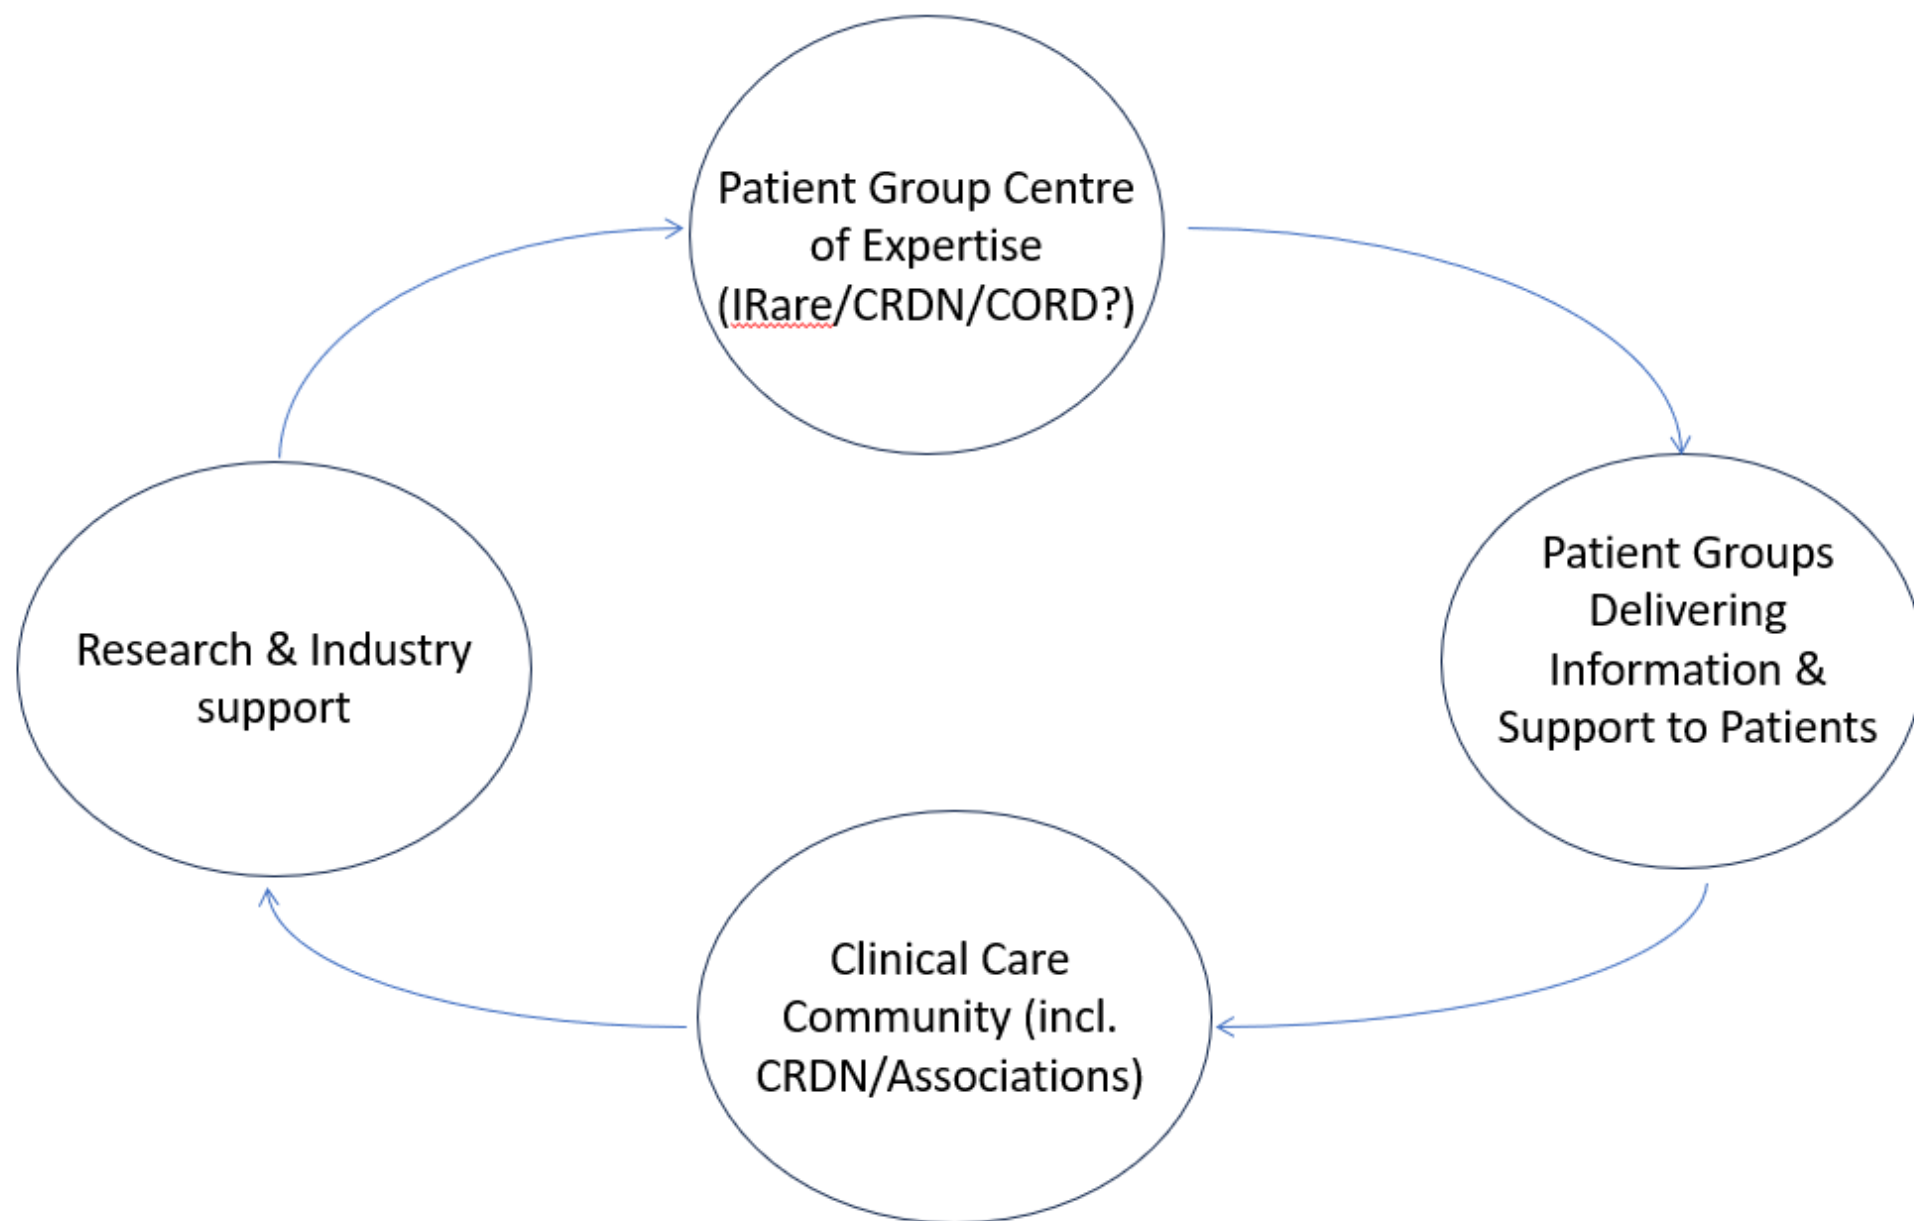 Patient Group Centre
of Expertise
(IRare/CRDN/CORD?)
Patient Groups
Delivering
Information &
Support to Patients
Research & Industry
support
Clinical Care
Community (incl.
CRDN/Associations)